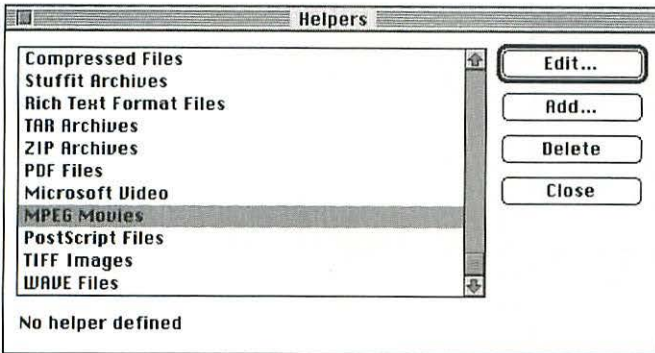 Helpers
Compressed Files
Stuffit Archives
Rich Text Format Files
TAR Archives
ZIP Archives
PDF Files
Microsoft Video
MPEG Movies
PostScript Files
TIFF Images
WAVE Files
No helper defined
Edit...
Add...
Delete
Close